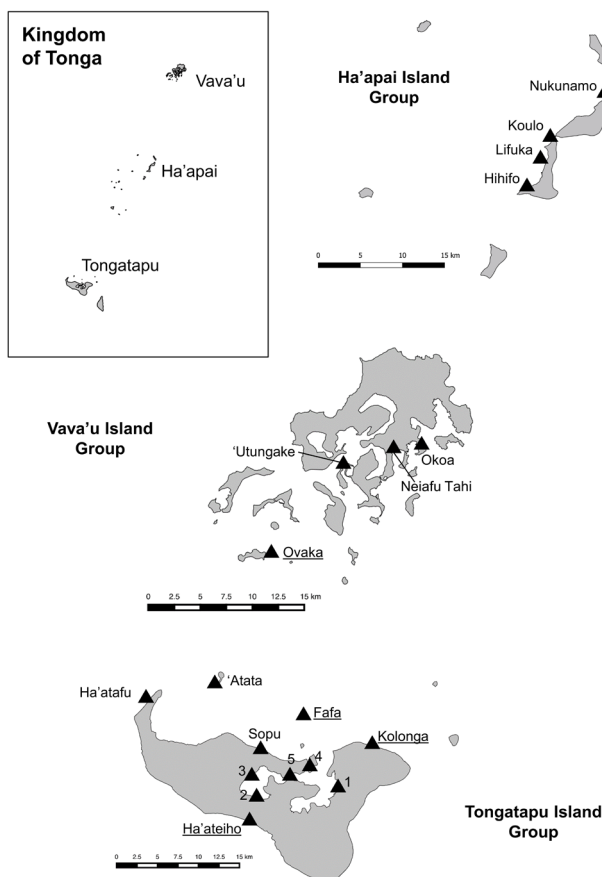 Kingdom
of Tonga
Vava’u
Ha’apai
Tongatapu
Ha’apai Island
Group
Nukunamo
Koulo
Lifuka
Hihifo
0 5 10 15 km
Vava’u Island
Group
‘Utungake
Okoa
Neiafu Tahi
Ovaka
0 2.5 5 7.5 10 12.5 15 km
Ha’atafu
‘Atata
Fafa
Sopu
Kolonga
4
5
3
1
2
Ha’ateiho
Tongatapu Island
Group
0 2.5 5 7.5 10 12.5 15 km